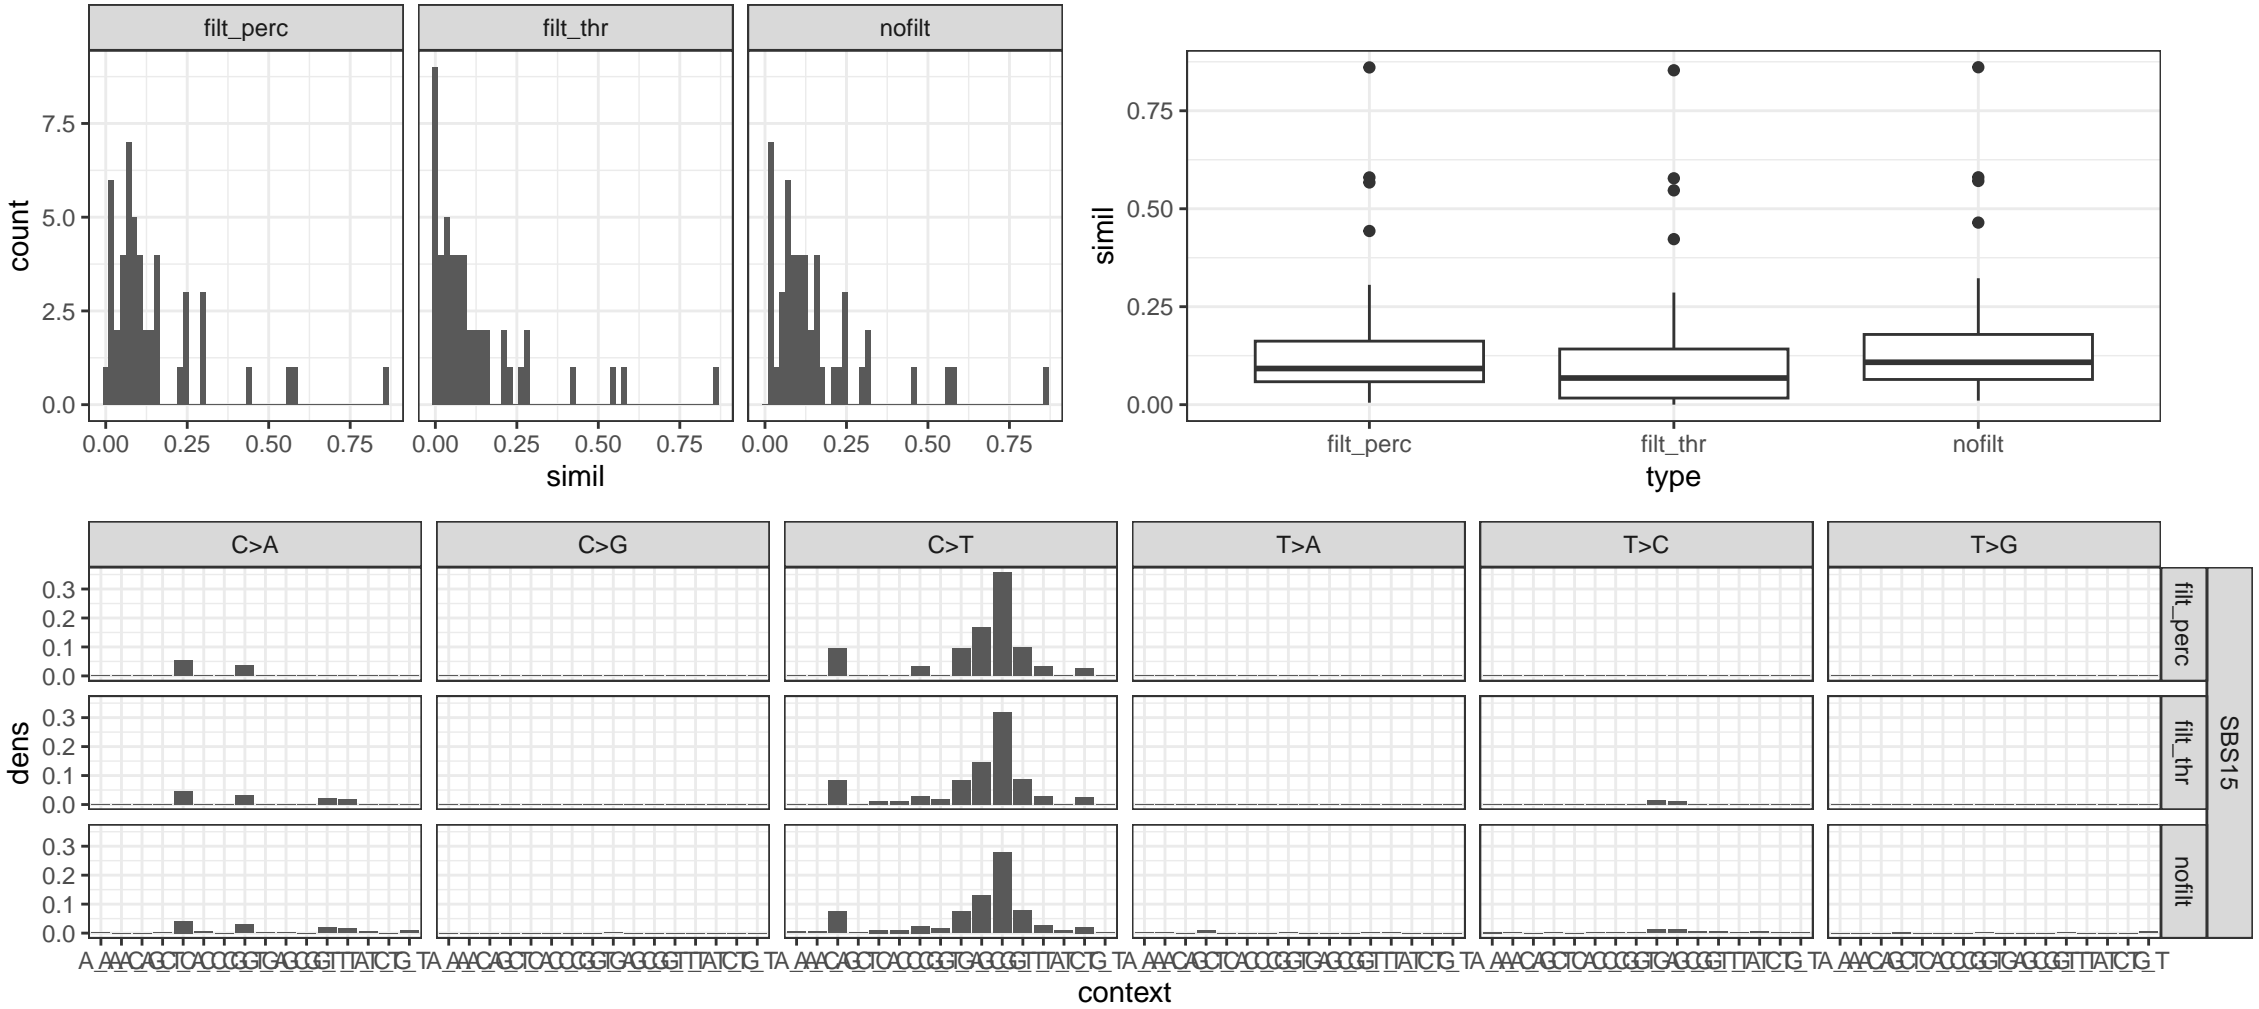 filt_perc filt_thr nofilt
count
7.5
5.0
2.5
0.0
0.00 0.25 0.50 0.75 0.00 0.25 0.50 0.75 0.00 0.25 0.50 0.75
simil
simil
0.75
0.50
0.25
0.00
filt_perc filt_thr nofilt
type
C>A C>G C>T T>A T>C T>G
dens
0.3
0.2
0.1
0.0
0.3
0.2
0.1
0.0
0.3
0.2
0.1
0.0
filt_perc
filt_thr
nofilt
SBS15
context